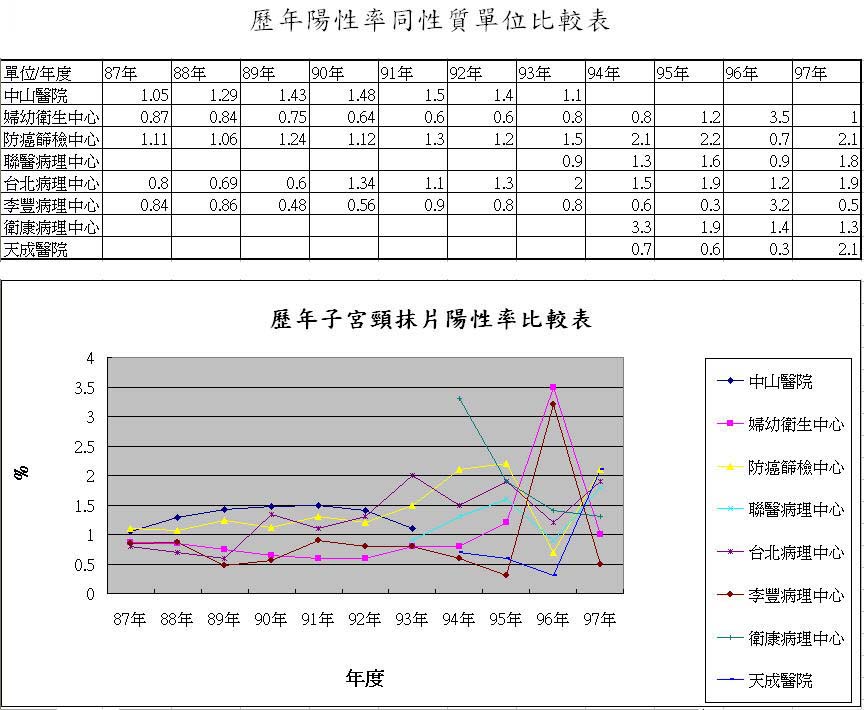 歷年陽性率同性質單位比較表
單位/年度 87年 88年 89年 90年 91年 92年 93年 94年 95年 96年 97年
中山醫院 1.05 1.29 1.43 1.48 1.5 1.4 1.1
婦幼衛生中心 0.87 0.84 0.75 0.64 0.6 0.6 0.8 0.8 1.2 3.5 1
防癌篩檢中心 1.11 1.06 1.24 1.12 1.3 1.2 1.5 2.1 2.2 0.7 2.1
聯醫病理中心 0.9 1.3 1.6 0.9 1.8
台北病理中心 0.8 0.69 0.6 1.34 1.1 1.3 2 1.5 1.9 1.2 1.9
李豐病理中心 0.84 0.86 0.48 0.56 0.9 0.8 0.8 0.6 0.3 3.2 0.5
衛康病理中心 3.3 1.9 1.4 1.3
天成醫院 0.7 0.6 0.3 2.1
歷年子宮頸抹片陽性率比較表
4
3.5
3
2.5
2
1.5
1
0.5
0
%
87年 88年 89年 90年 91年 92年 93年 94年 95年 96年 97年
年度
中山醫院
婦幼衛生中心
防癌篩檢中心
聯醫病理中心
台北病理中心
李豐病理中心
衛康病理中心
天成醫院